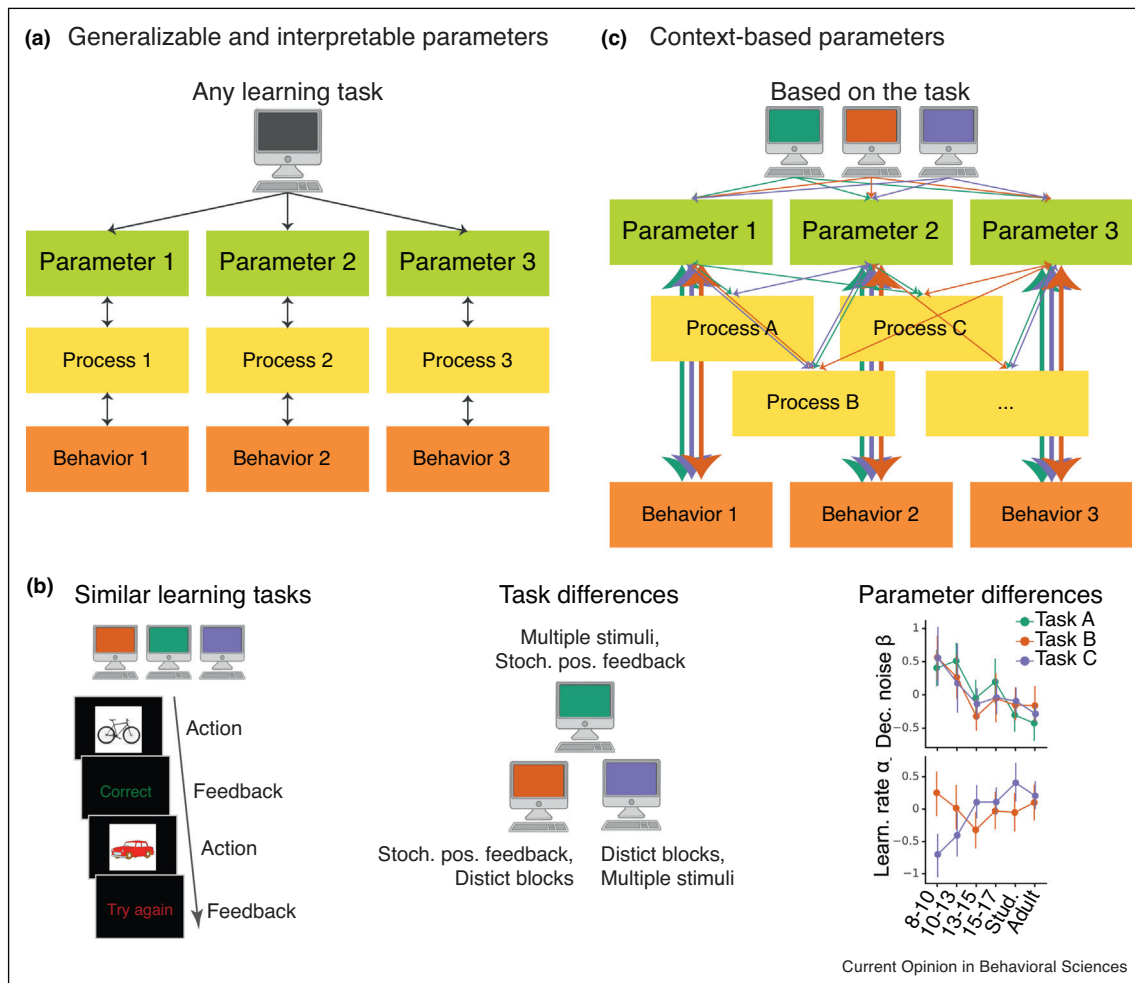 (a) Generalizable and interpretable parameters
Any learning task
Parameter 1 Parameter 2 Parameter 3
Process 1 Process 2 Process 3
Behavior 1 Behavior 2 Behavior 3
(c) Context-based parameters
Based on the task
Parameter 1 Parameter 2 Parameter 3
Process A Process C
Process B ...
Behavior 1 Behavior 2 Behavior 3
(b) Similar learning tasks
Action
Correct
Feedback
Action
Try again
Feedback
Task differences
Multiple stimuli,
Stoch. pos. feedback
Stoch. pos. feedback,
Distict blocks
Distict blocks,
Multiple stimuli
Parameter differences
Task A
Task B
Task C
Dec. noise β
1
0.5
0
−0.5
Learn. rate α
0.5
0
−0.5
−1
8-10 10-13 13-15 15-17 Stud. Adult
Current Opinion in Behavioral Sciences